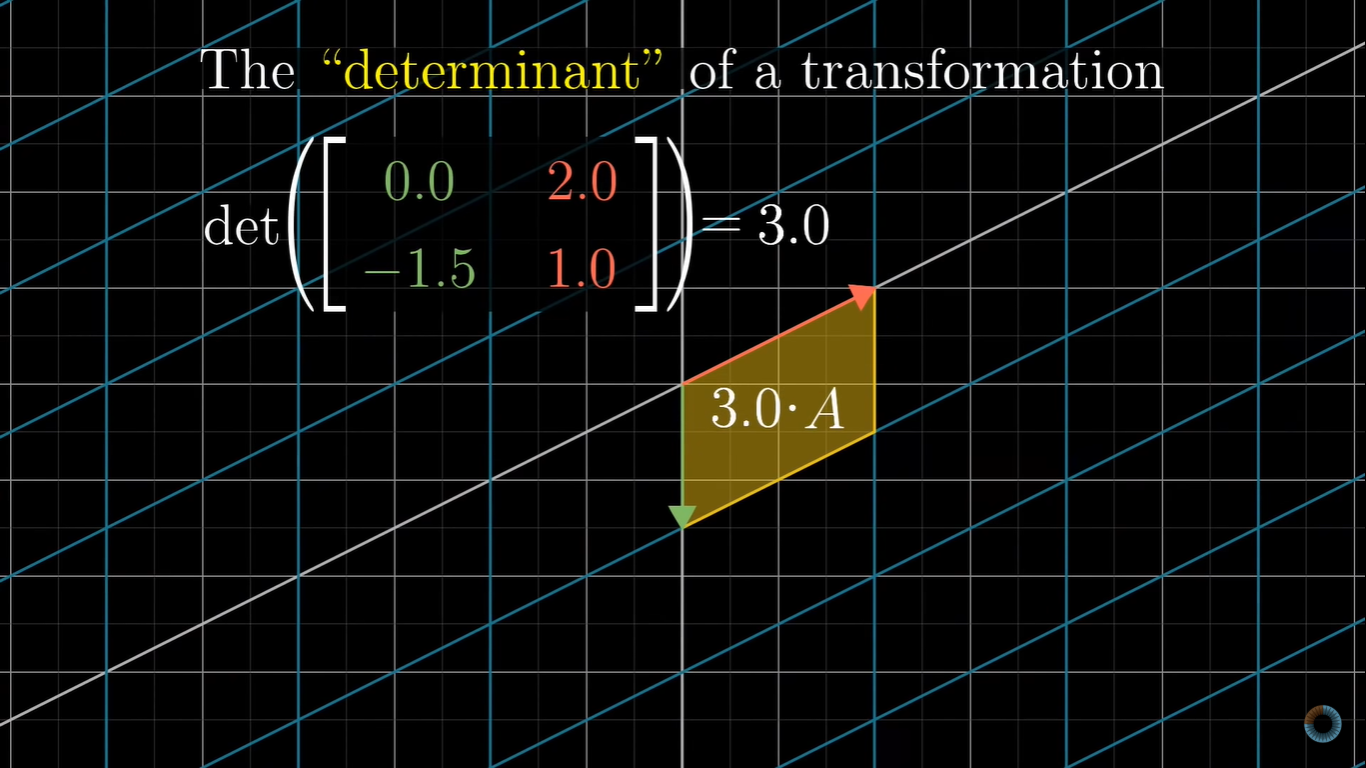 The “determinant” of a transformation
det([0.0 2.0
−1.5 1.0]) = 3.0
3.0·A